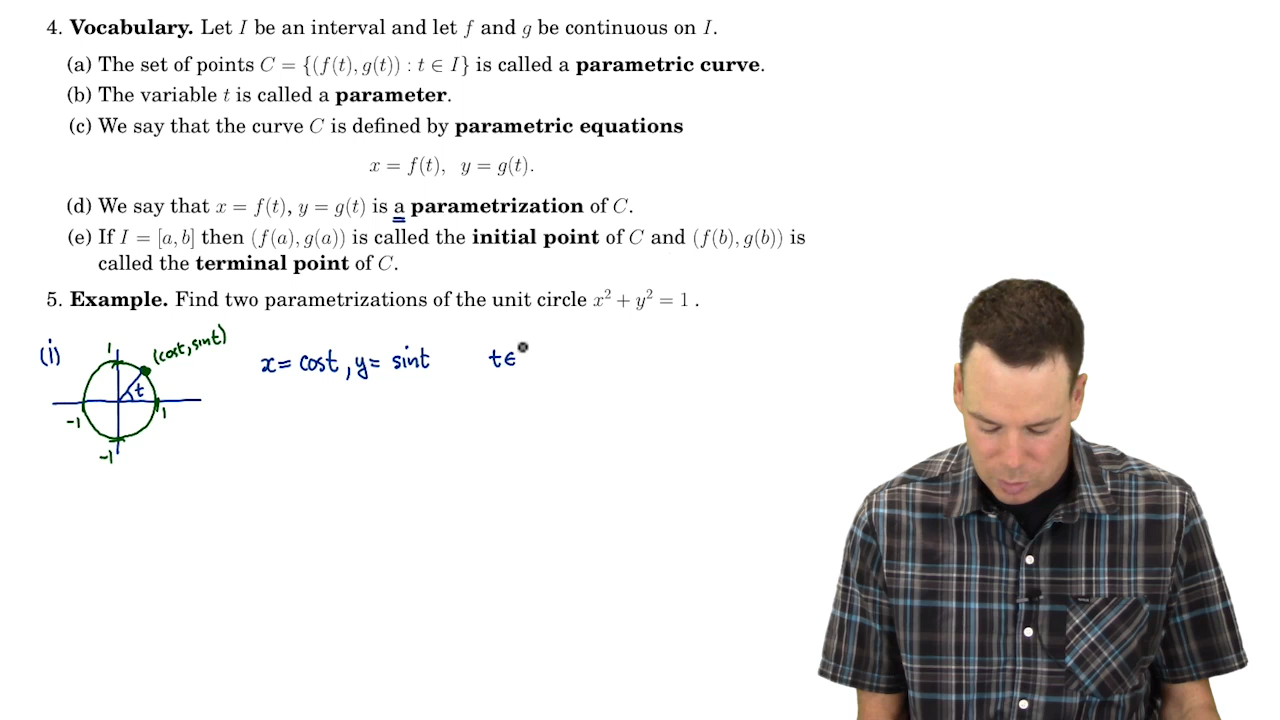 4. Vocabulary. Let I be an interval and let f and g be continuous on I.
(a) The set of points C = {(f(t), g(t)) : t ∈ I} is called a parametric curve.
(b) The variable t is called a parameter.
(c) We say that the curve C is defined by parametric equations
x = f(t), y = g(t).
(d) We say that x = f(t), y = g(t) is a parametrization of C.
(e) If I = [a, b] then (f(a), g(a)) is called the initial point of C and (f(b), g(b)) is
called the terminal point of C.
5. Example. Find two parametrizations of the unit circle x² + y² = 1 .
(i)
1
(cost, sint)
t
1
-1
-1
x = cost, y = sint t∈